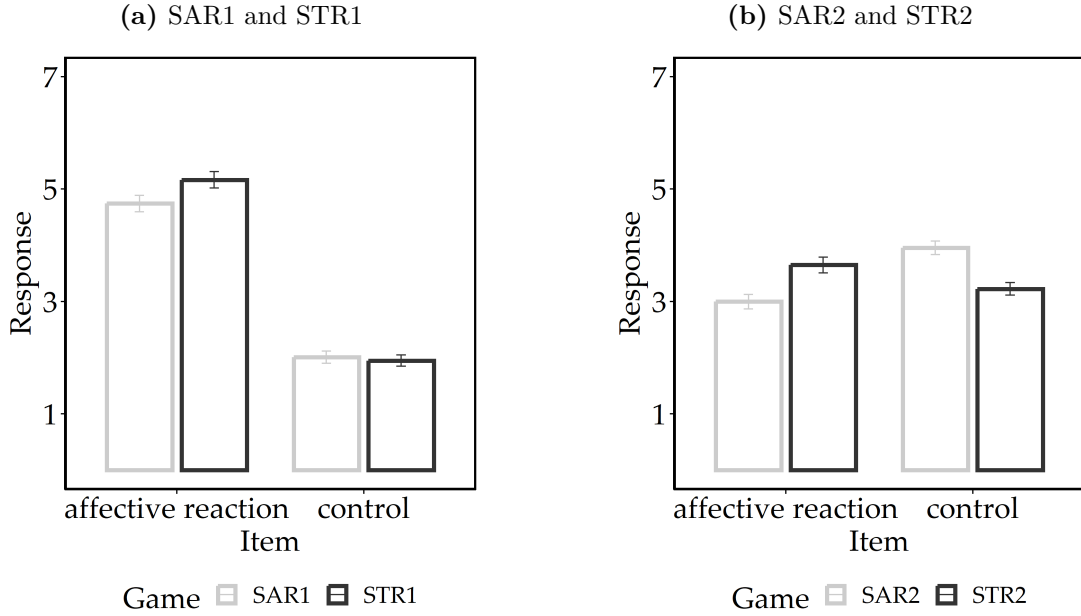 (a) SAR1 and STR1
7
5
3
1
Response
affective reaction control
Item
Game SAR1 STR1
(b) SAR2 and STR2
7
5
3
1
Response
affective reaction control
Item
Game SAR2 STR2